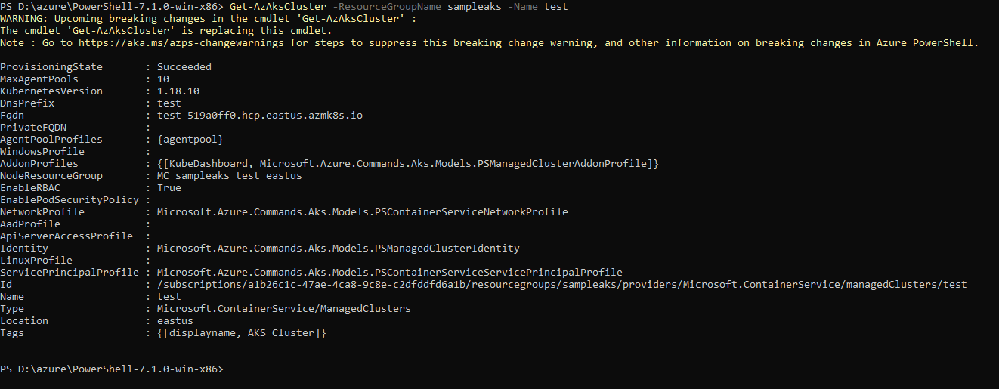 PS D:\azure\PowerShell-7.1.0-win-x86> Get-AzAksCluster -ResourceGroupName sampleaks -Name test
WARNING: Upcoming breaking changes in the cmdlet 'Get-AzAksCluster' :
The cmdlet 'Get-AzAksCluster' is replacing this cmdlet.
Note : Go to https://aka.ms/azps-changewarnings for steps to suppress this breaking change warning, and other information on breaking changes in Azure PowerShell.

ProvisioningState       : Succeeded
MaxAgentPools           : 10
KubernetesVersion       : 1.18.10
DnsPrefix               : test
Fqdn                    : test-519a0ff0.hcp.eastus.azmk8s.io
PrivateFQDN             :
AgentPoolProfiles       : {agentpool}
WindowsProfile          :
AddonProfiles           : {[KubeDashboard, Microsoft.Azure.Commands.Aks.Models.PSManagedClusterAddonProfile]}
NodeResourceGroup       : MC_sampleaks_test_eastus
EnableRBAC              : True
EnablePodSecurityPolicy :
NetworkProfile          : Microsoft.Azure.Commands.Aks.Models.PSContainerServiceNetworkProfile
AadProfile              :
ApiServerAccessProfile  :
Identity                : Microsoft.Azure.Commands.Aks.Models.PSManagedClusterIdentity
LinuxProfile            :
ServicePrincipalProfile : Microsoft.Azure.Commands.Aks.Models.PSContainerServiceServicePrincipalProfile
Id                      : /subscriptions/a1b26c1c-47ae-4ca8-9c8e-c2dfddfd6a1b/resourcegroups/sampleaks/providers/Microsoft.ContainerService/managedClusters/test
Name                    : test
Type                    : Microsoft.ContainerService/ManagedClusters
Location                : eastus
Tags                    : {[displayname, AKS Cluster]}

PS D:\azure\PowerShell-7.1.0-win-x86>